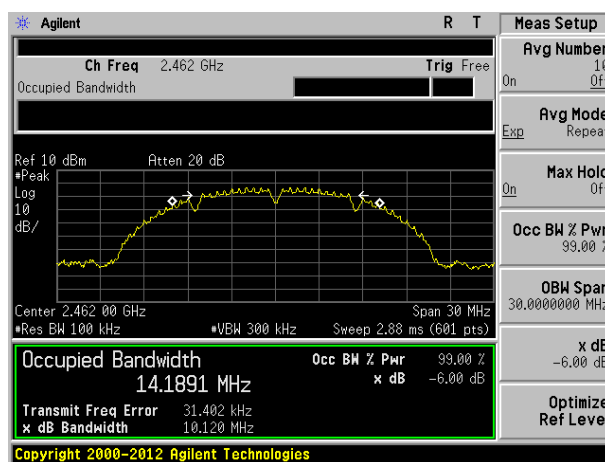 Agilent R T
Meas Setup
Ch Freq 2.462 GHz Trig Free
Occupied Bandwidth
Avg Number
10
On Off
Avg Mode
Exp Repeat
Max Hold
On Off
Occ BW % Pwr
99.00 %
OBW Span
30.0000000 MHz
x dB
-6.00 dB
Optimize
Ref Level
Ref 10 dBm Atten 20 dB
#Peak
Log
10
dB/
Center 2.462 00 GHz Span 30 MHz
#Res BW 100 kHz #VBW 300 kHz Sweep 2.88 ms (601 pts)
Occupied Bandwidth Occ BW % Pwr 99.00 %
14.1891 MHz x dB -6.00 dB
Transmit Freq Error 31.402 kHz
x dB Bandwidth 10.120 MHz
Copyright 2000-2012 Agilent Technologies